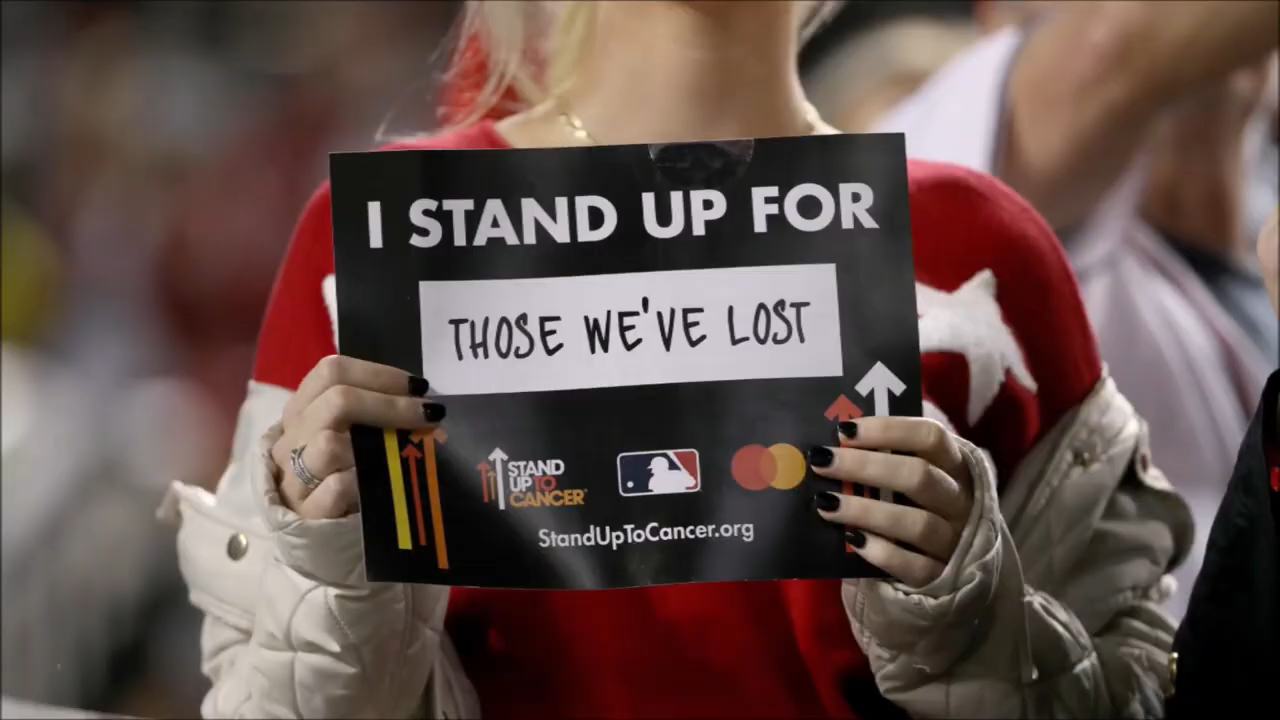 I STAND UP FOR
THOSE WE'VE LOST
STAND
UP TO
CANCER
StandUpToCancer.org